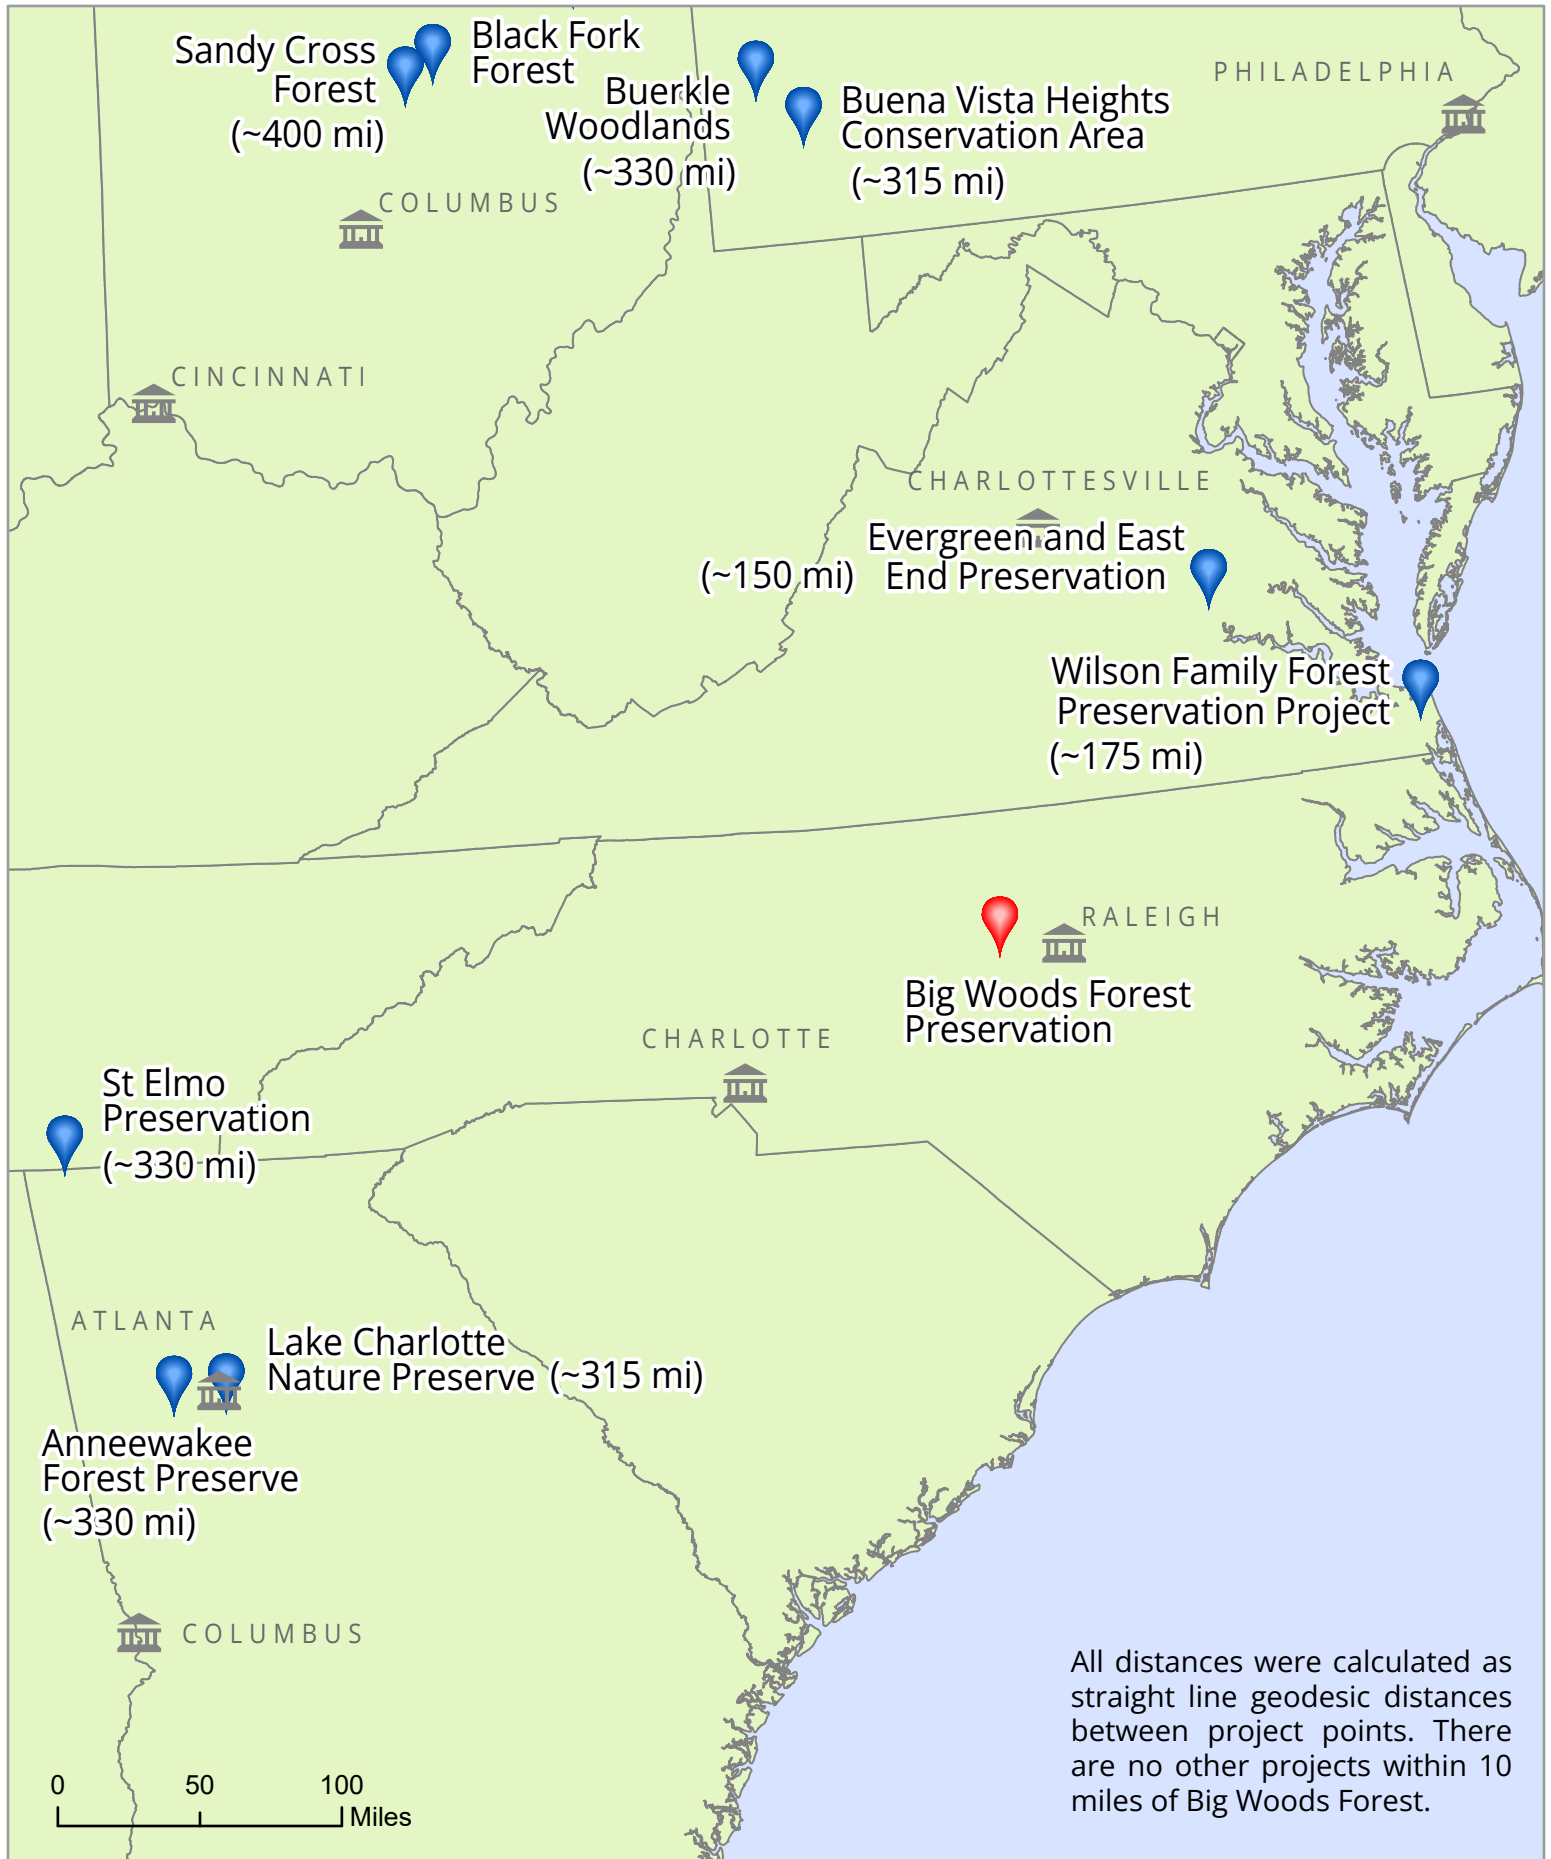 Sandy Cross
Forest
(~400 mi)
Black Fork
Forest
Buerkle
Woodlands
(~330 mi)
Buena Vista Heights
Conservation Area
(~315 mi)
PHILADELPHIA
COLUMBUS
CINCINNATI
CHARLOTTESVILLE
Evergreen and East
End Preservation
(~150 mi)
Wilson Family Forest
Preservation Project
(~175 mi)
RALEIGH
Big Woods Forest
Preservation
CHARLOTTE
St Elmo
Preservation
(~330 mi)
ATLANTA
Lake Charlotte
Nature Preserve (~315 mi)
Anneewakee
Forest Preserve
(~330 mi)
COLUMBUS
All distances were calculated as
straight line geodesic distances
between project points. There
are no other projects within 10
miles of Big Woods Forest.
0 50 100
Miles